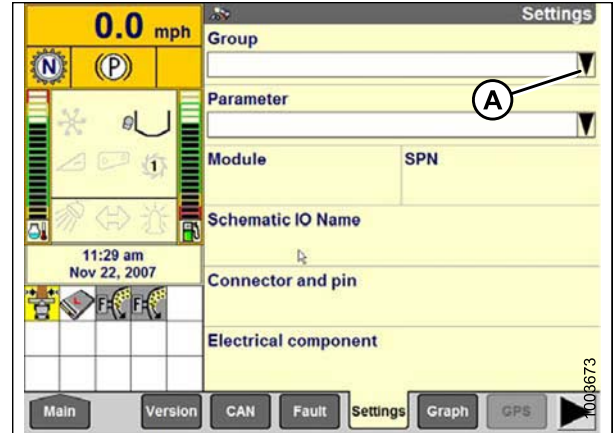 0.0 mph
Settings
Group
N
(P)
A
Parameter
1
Module
SPN
Schematic IO Name
11:29 am
Nov 22, 2007
Connector and pin
L
F
F
Electrical component
1003673
Main
Version
CAN
Fault
Settings
Graph
GPS